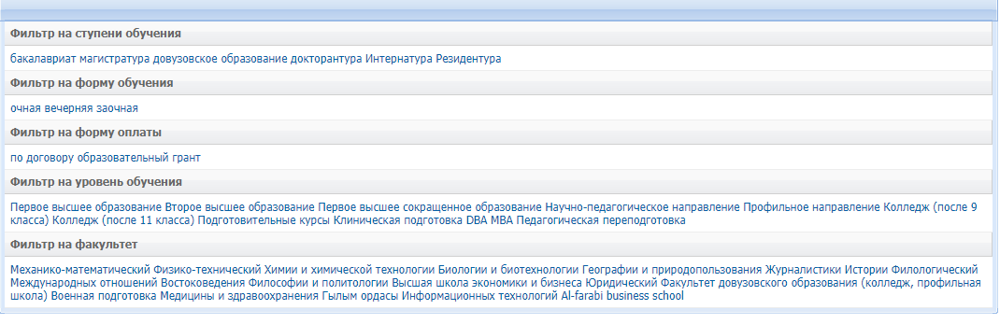 Фильтр на ступени обучения
бакалавриат магистратура довузовское образование докторантура Интернатура Резидентура
Фильтр на форму обучения
очная вечерняя заочная
Фильтр на форму оплаты
по договору образовательный грант
Фильтр на уровень обучения
Первое высшее образование Второе высшее образование Первое высшее сокращенное образование Научно-педагогическое направление Профильное направление Колледж (после 9
класса) Колледж (после 11 класса) Подготовительные курсы Клиническая подготовка DBA MBA Педагогическая переподготовка
Фильтр на факультет
Механико-математический Физико-технический Химии и химической технологии Биологии и биотехнологии Географии и природопользования Журналистики Истории Филологический
Международных отношений Востоковедения Философии и политологии Высшая школа экономики и бизнеса Юридический Факультет довузовского образования (колледж, профильная
школа) Военная подготовка Медицины и здравоохранения Гылым ордасы Информационных технологий Al-farabi business school